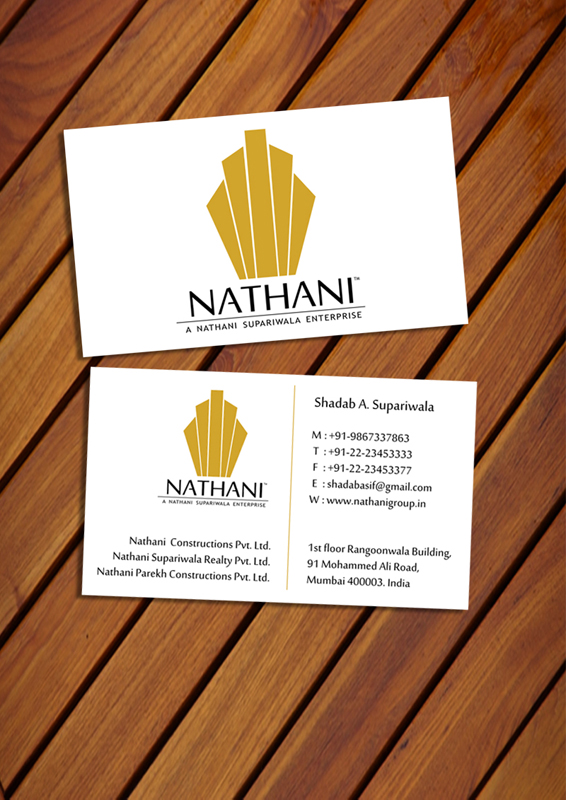 NATHANI™
A NATHANI SUPARIWALA ENTERPRISE
NATHANI™
A NATHANI SUPARIWALA ENTERPRISE
Nathani Constructions Pvt. Ltd.
Nathani Supariwala Realty Pvt. Ltd.
Nathani Parekh Constructions Pvt. Ltd.
Shadab A. Supariwala
M : +91-9867337863
T : +91-22-23453333
F : +91-22-23453377
E : shadabasif@gmail.com
W : www.nathanigroup.in
1st floor Rangoonwala Building,
91 Mohammed Ali Road,
Mumbai 400003. India